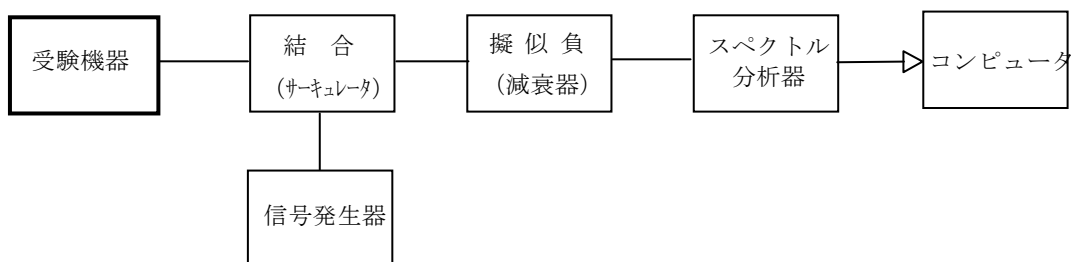 受験機器
結 合
(サーキュレータ)
擬 似 負
(減衰器)
スペクトル
分析器
コンピュータ
信号発生器